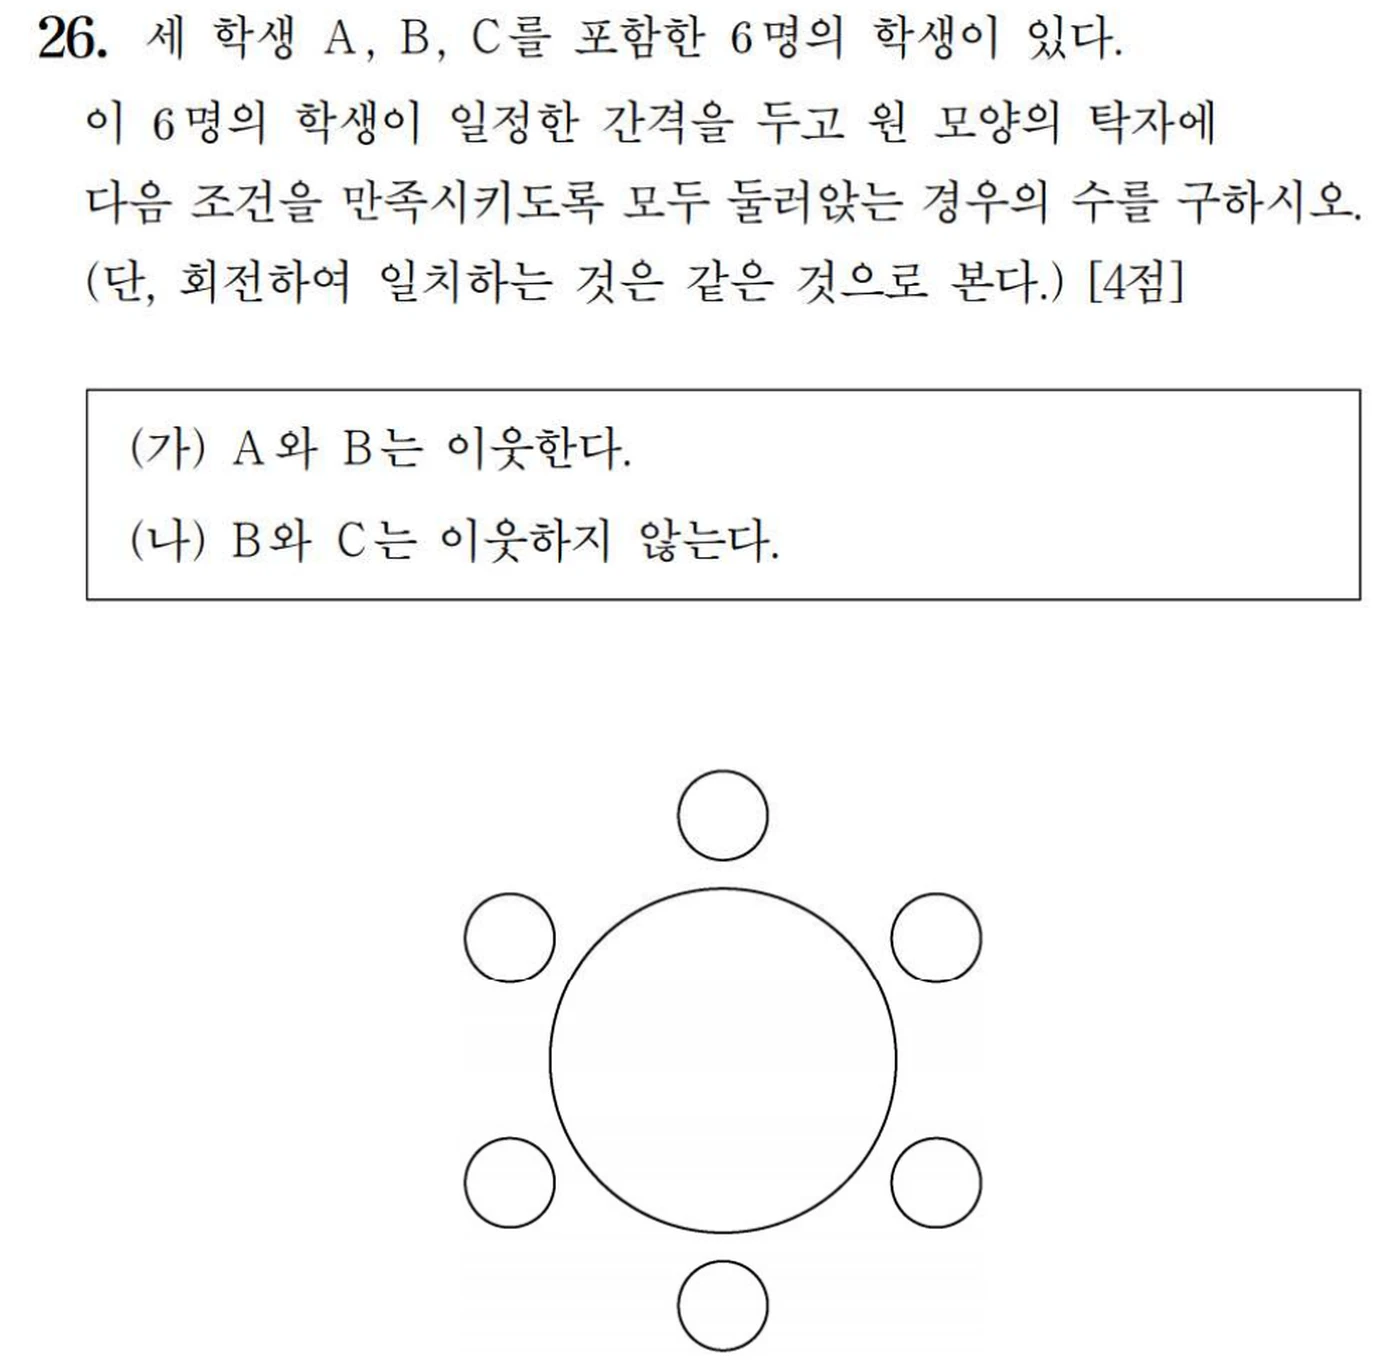 26. 세 학생 A, B, C를 포함한 6명의 학생이 있다.
이 6명의 학생이 일정한 간격을 두고 원 모양의 탁자에
다음 조건을 만족시키도록 모두 둘러앉는 경우의 수를 구하시오.
(단, 회전하여 일치하는 것은 같은 것으로 본다.) [4점]
(가) A와 B는 이웃한다.
(나) B와 C는 이웃하지 않는다.